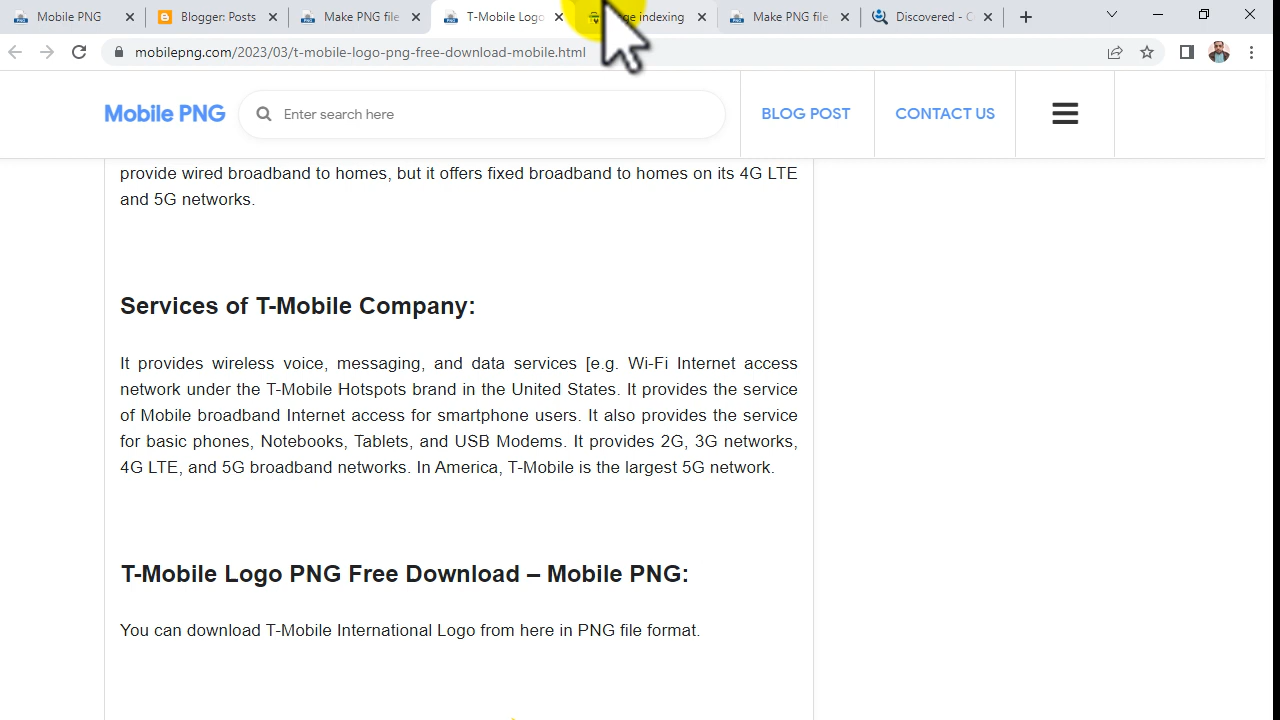 Mobile PNG
Blogger: Posts
Make PNG file
T-Mobile Logo
indexing
Make PNG file
Discovered - C
mobilepng.com/2023/03/t-mobile-logo-png-free-download-mobile.html
Mobile PNG
Enter search here
BLOG POST
CONTACT US
provide wired broadband to homes, but it offers fixed broadband to homes on its 4G LTE
and 5G networks.
Services of T-Mobile Company:
It provides wireless voice, messaging, and data services [e.g. Wi-Fi Internet access
network under the T-Mobile Hotspots brand in the United States. It provides the service
of Mobile broadband Internet access for smartphone users. It also provides the service
for basic phones, Notebooks, Tablets, and USB Modems. It provides 2G, 3G networks,
4G LTE, and 5G broadband networks. In America, T-Mobile is the largest 5G network.
T-Mobile Logo PNG Free Download – Mobile PNG:
You can download T-Mobile International Logo from here in PNG file format.